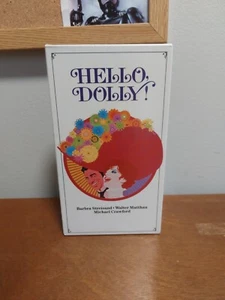 HELLO,
DOLLY!
Barbra Streisand · Walter Matthau
Michael Crawford